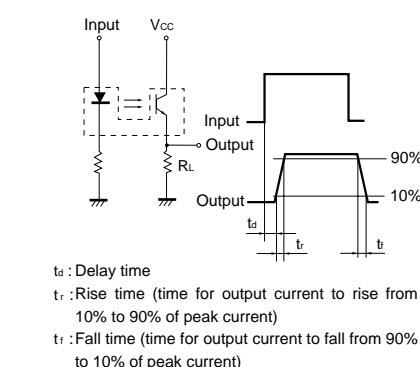 Input Vcc
Input
Output
RL
90%
10%
Output
td
tr tf
td : Delay time
tr : Rise time (time for output current to rise from
10% to 90% of peak current)
tf : Fall time (time for output current to fall from 90%
to 10% of peak current)